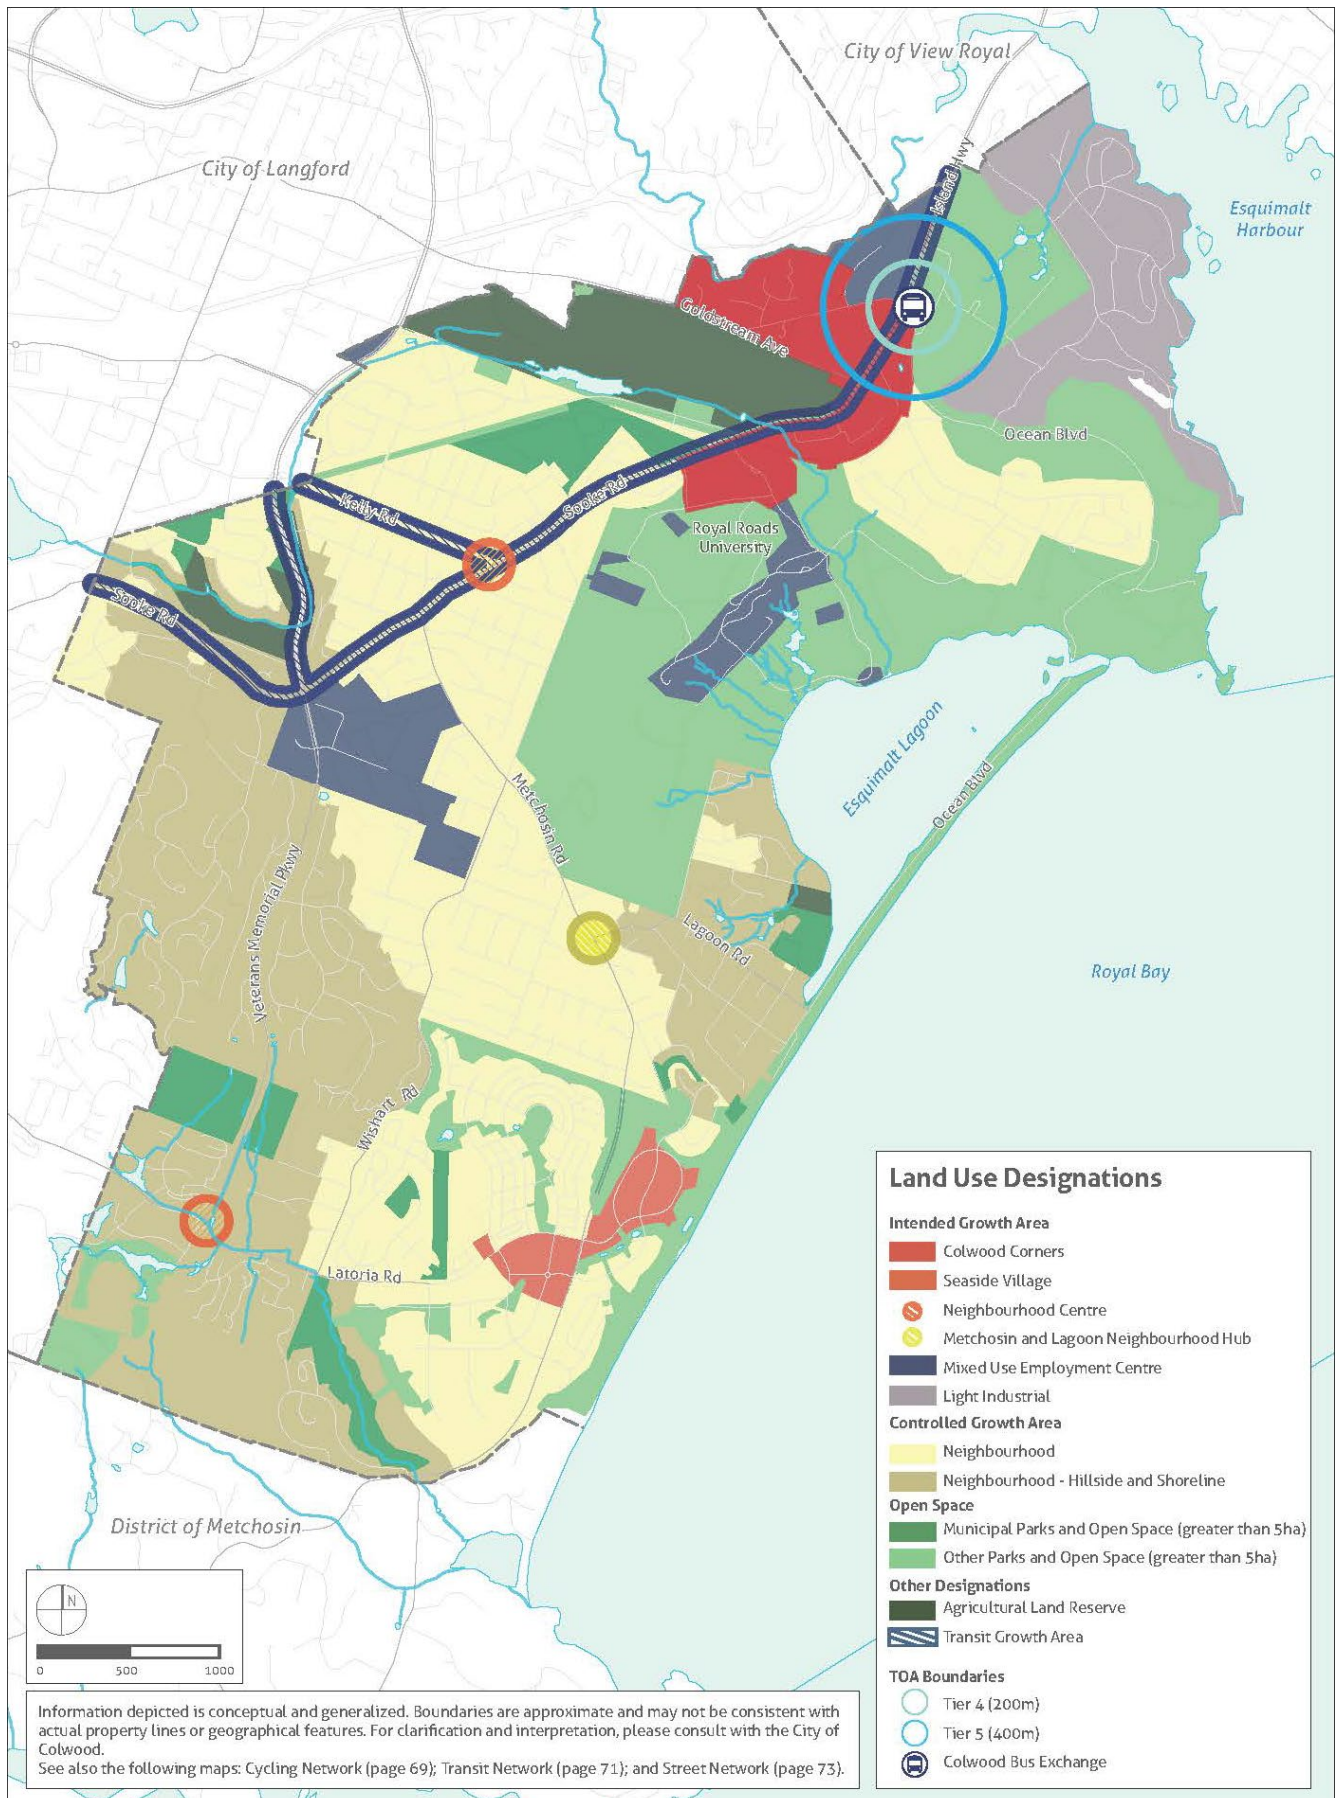 City of View Royal
City of Langford
Island Hwy
Esquimalt
Harbour
Goldstream Ave
Ocean Blvd
Kelly Rd
Sooke Rd
Royal Roads
University
Sooke Rd
Esquimalt Lagoon
Ocean Blvd
Metchosin Rd
Veterans Memorial Pkwy
Lagoon Rd
Royal Bay
Wishart Rd
Latoria Rd
District of Metchosin
N
0 500 1000
Information depicted is conceptual and generalized. Boundaries are approximate and may not be consistent with
actual property lines or geographical features. For clarification and interpretation, please consult with the City of
Colwood.
See also the following maps: Cycling Network (page 69); Transit Network (page 71); and Street Network (page 73).
Land Use Designations
Intended Growth Area
Colwood Corners
Seaside Village
Neighbourhood Centre
Metchosin and Lagoon Neighbourhood Hub
Mixed Use Employment Centre
Light Industrial
Controlled Growth Area
Neighbourhood
Neighbourhood - Hillside and Shoreline
Open Space
Municipal Parks and Open Space (greater than 5ha)
Other Parks and Open Space (greater than 5ha)
Other Designations
Agricultural Land Reserve
Transit Growth Area
TOA Boundaries
Tier 4 (200m)
Tier 5 (400m)
Colwood Bus Exchange